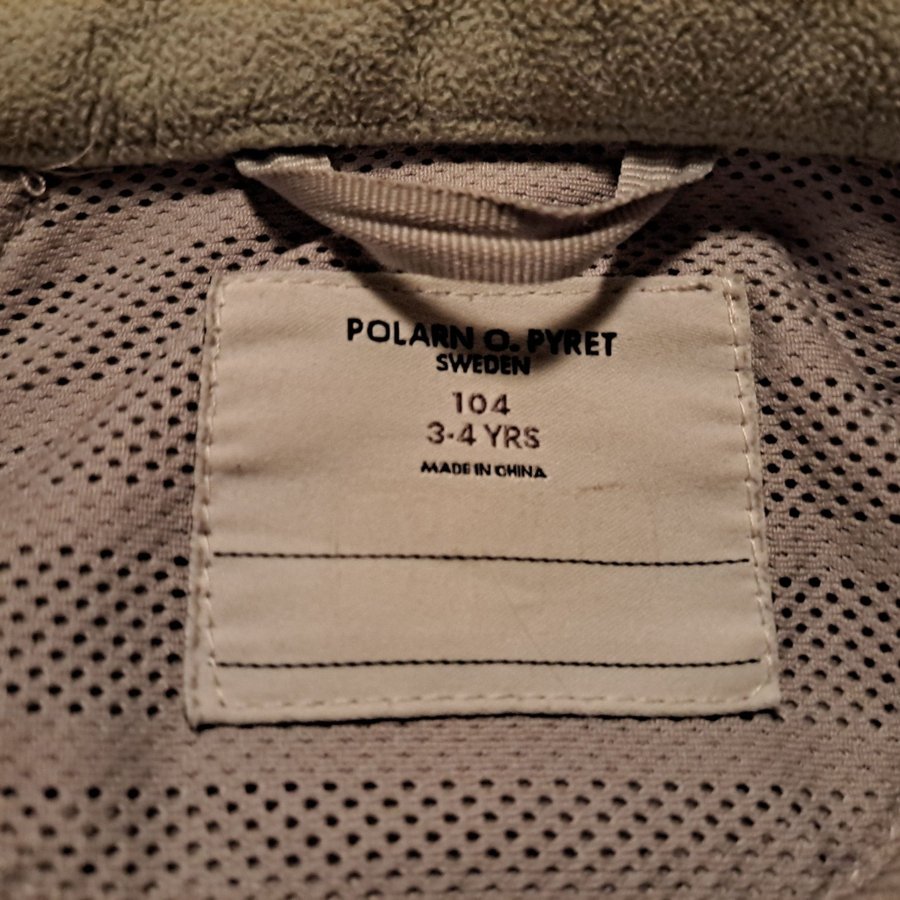 POLARN O. PYRET
SWEDEN
104
3-4 YRS
MADE IN CHINA